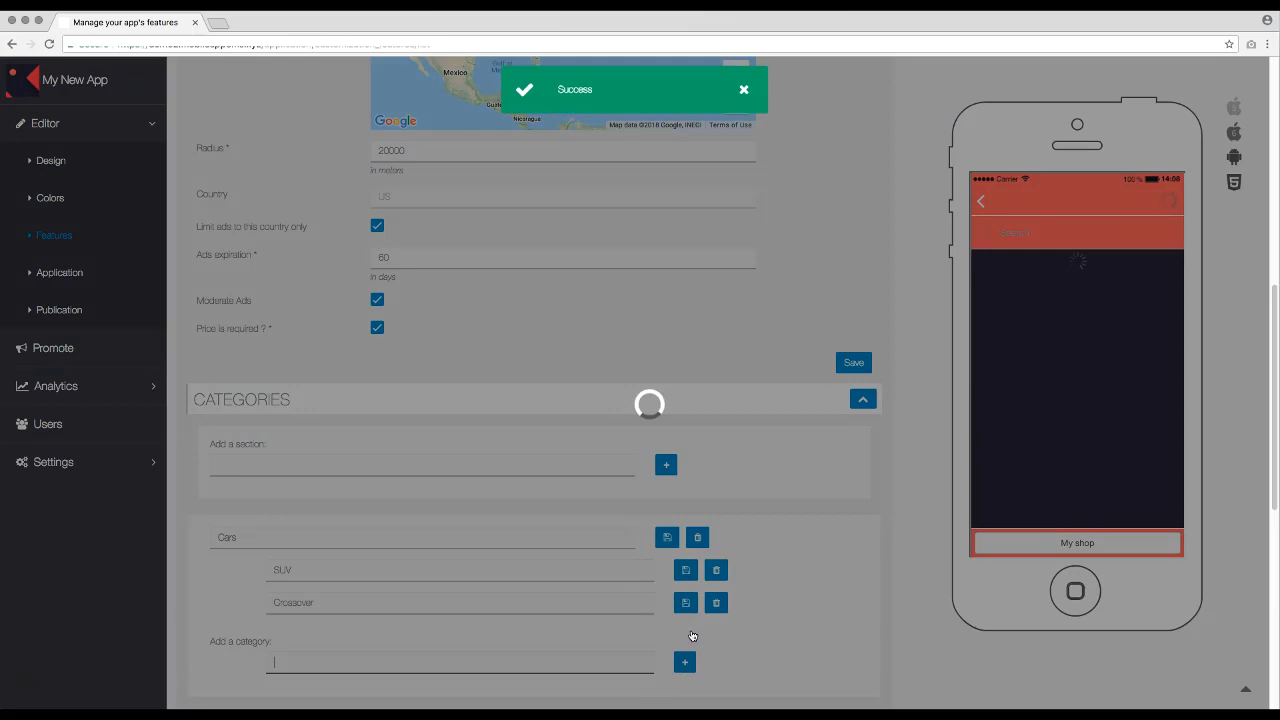 Manage your app's features
My New App
Editor
Design
Colors
Features
Application
Publication
Promote
Analytics
Users
Settings
Mexico
Gulf of
Nicaragua
Google
Map data ©2018 Google, INEGI
Terms of Use
Success
Radius *
20000
in meters
Country
US
Limit ads to this country only
Ads expiration *
60
in days
Moderate Ads
Price is required ? *
Save
CATEGORIES
Add a section:
Cars
SUV
Crossover
Add a category:
Carrier
100 %
14:08
Search
My shop